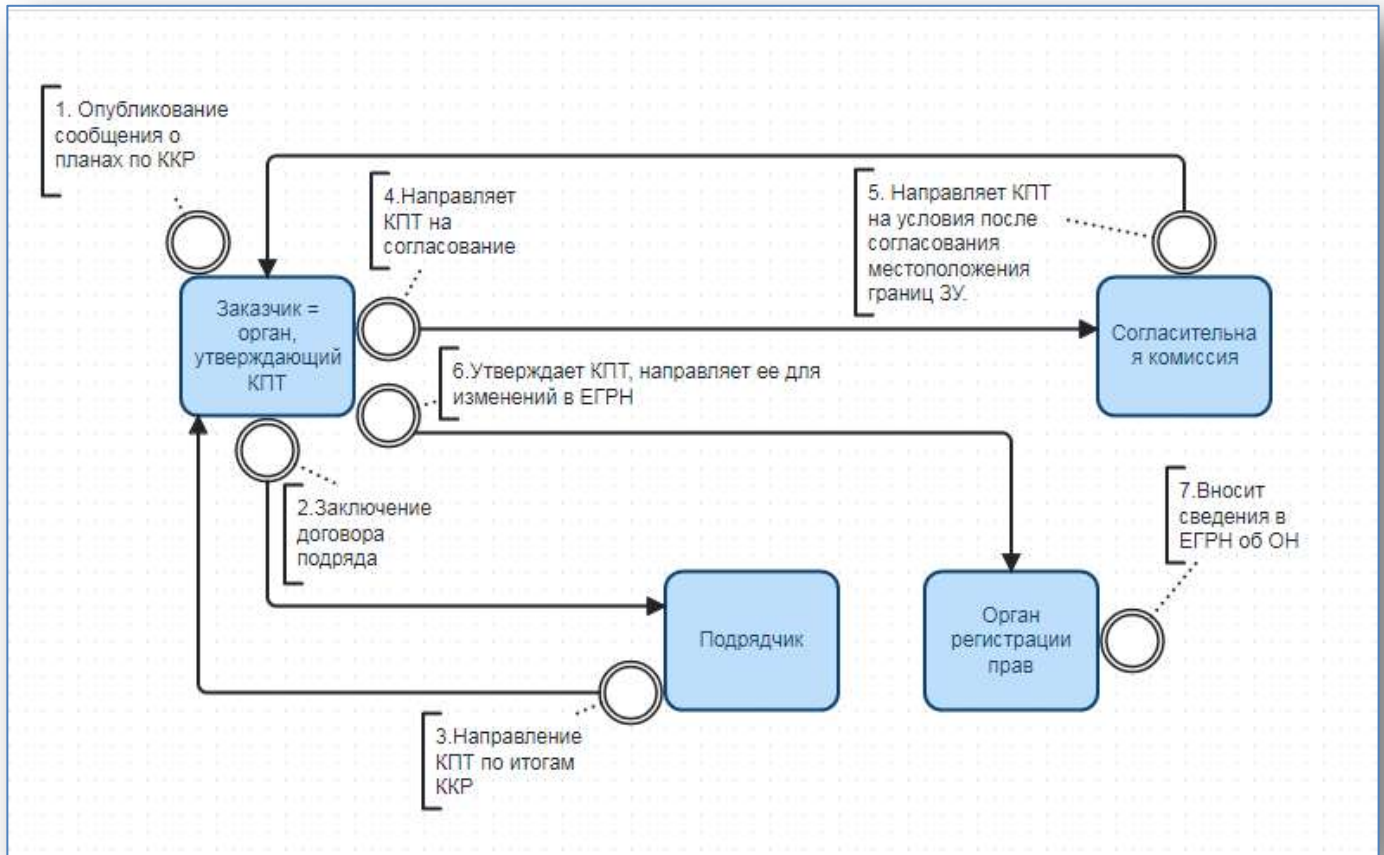 1. Опубликование
сообщения о
планах по ККР
Заказчик =
орган,
утверждающий
КПТ
2.Заключение
договора
подряда
3.Направление
КПТ по итогам
ККР
4.Направляет
КПТ на
согласование
5. Направляет КПТ
на условия после
согласования
местоположения
границ ЗУ.
Согласительна
я комиссия
6.Утверждает КПТ, направляет ее для
изменений в ЕГРН
Подрядчик
Орган
регистрации
прав
7.Вносит
сведения в
ЕГРН об ОН